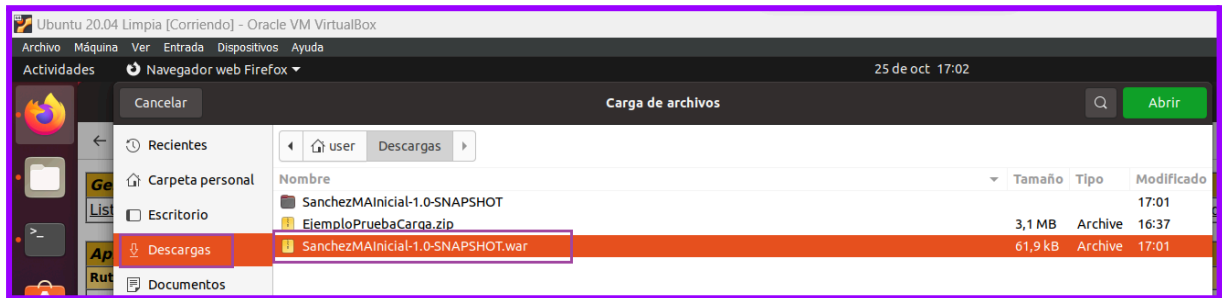 Ubuntu 20.04 Limpia [Corriendo] - Oracle VM VirtualBox
Archivo Máquina Ver Entrada Dispositivos Ayuda
Actividades Navegador web Firefox 25 de oct 17:02
Cancelar Carga de archivos Abrir
Recientes user Descargas
Carpeta personal Nombre Tamaño Tipo Modificado
SanchezMAInicial-1.0-SNAPSHOT 17:01
Escritorio EjemploPruebaCarga.zip 3,1 MB Archive 16:37
Descargas SanchezMAInicial-1.0-SNAPSHOT.war 61,9 kB Archive 17:01
Documentos
Ge
List
Ap
Rut